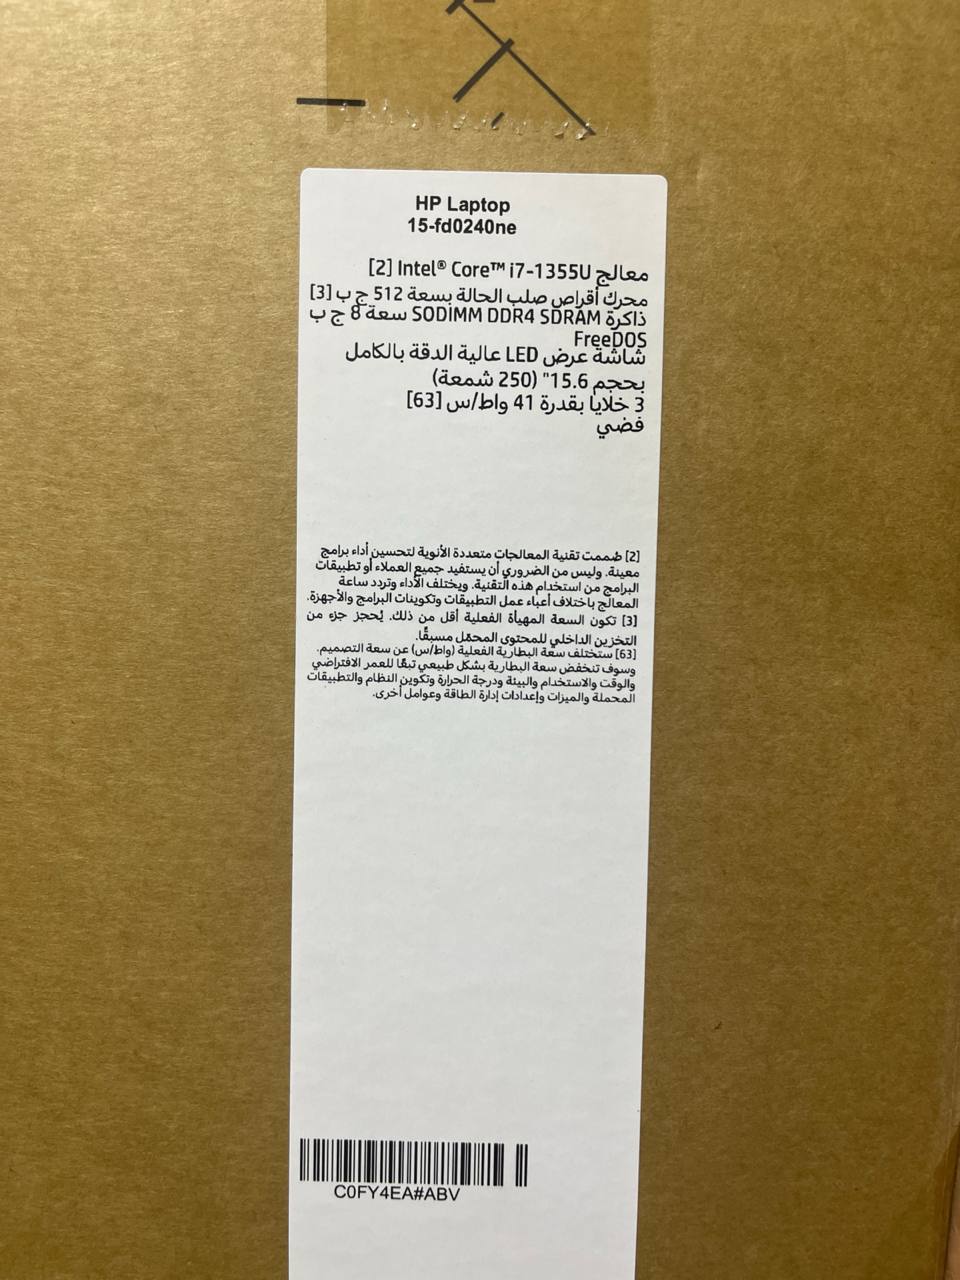 HP Laptop
15-fd0240ne
معالج Intel® Core™ i7-1355U [2]
محرك أقراص صلب الحالة بسعة 512 ج ب [3]
ذاكرة SODIMM DDR4 SDRAM سعة 8 ج ب
FreeDOS
شاشة عرض LED عالية الدقة بالكامل
بحجم 15.6" (250 شمعة)
3 خلايا بقدرة 41 واط/س [63]
فضي
[2] صُممت تقنية المعالجات متعددة الأنوية لتحسين أداء برامج
معينة. وليس من الضروري أن يستفيد جميع العملاء أو تطبيقات
البرامج من استخدام هذه التقنية. ويختلف الأداء وتردد ساعة
المعالج باختلاف أعباء عمل التطبيقات وتكوينات البرامج والأجهزة.
[3] تكون السعة المهيأة الفعلية أقل من ذلك. يُحجز جزء من
التخزين الداخلي للمحتوى المحمّل مسبقًا.
[63] ستختلف سعة البطارية الفعلية (واط/س) عن سعة التصميم.
وسوف تنخفض سعة البطارية بشكل طبيعي تبعًا للعمر الافتراضي
والوقت والاستخدام والبيئة ودرجة الحرارة وتكوين النظام والتطبيقات
المحملة والميزات وإعدادات إدارة الطاقة وعوامل أخرى.
C0FY4EA#ABV